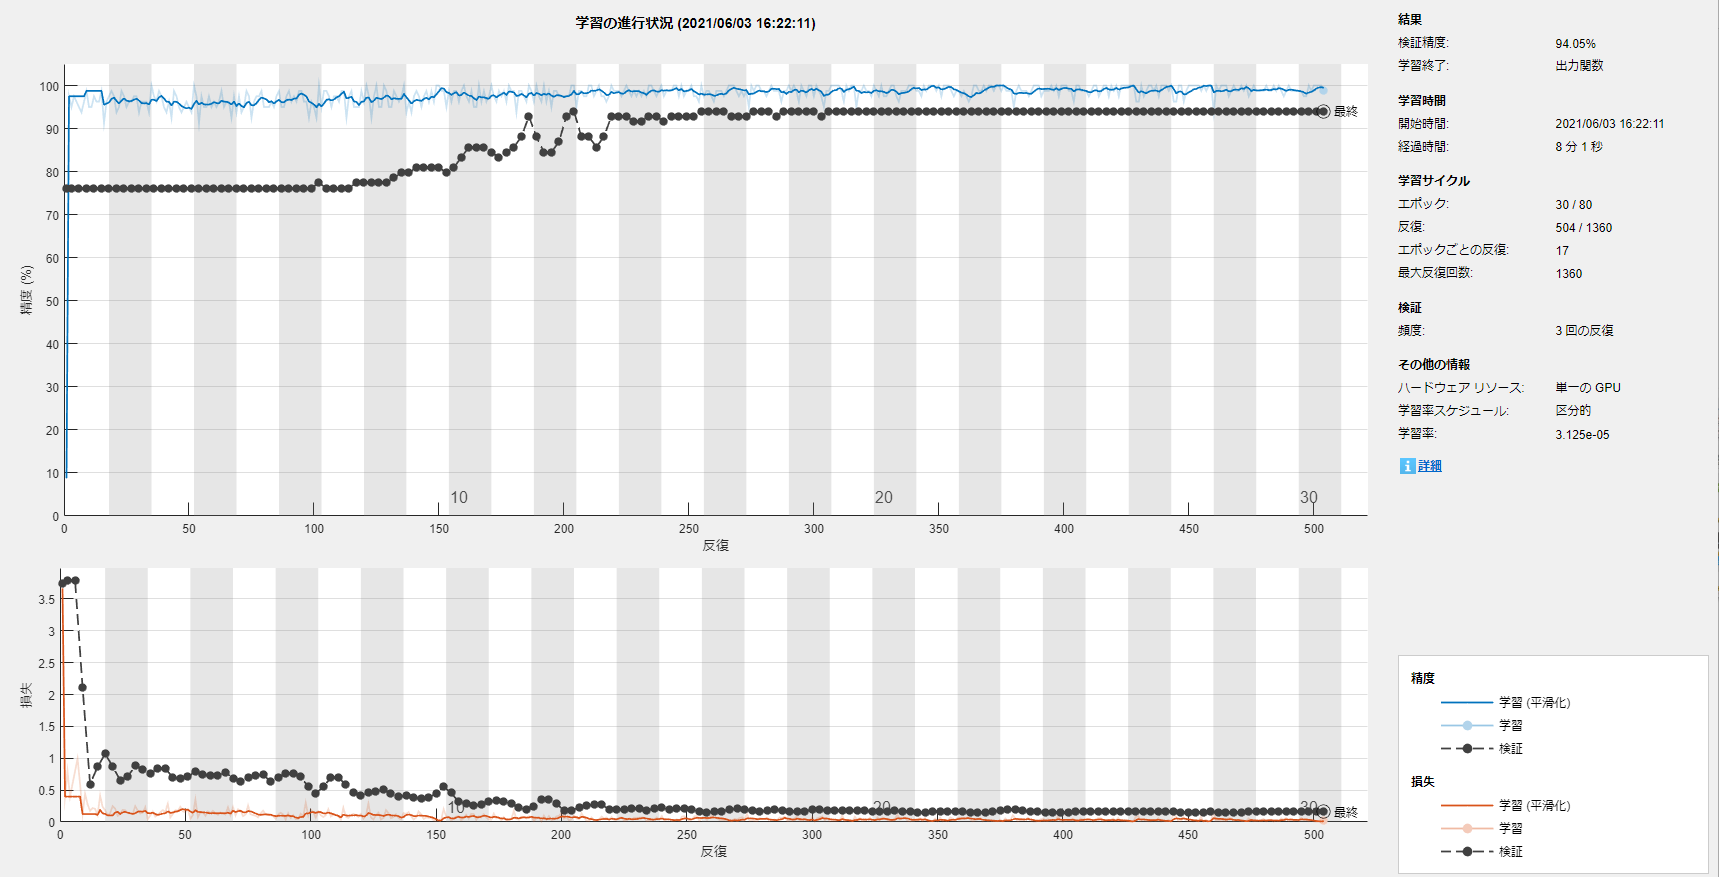 学習の進行状況 (2021/06/03 16:22:11)
100
90
80
70
60
50
40
30
20
10
0
精度 (%)
最終
10
20
30
0
50
100
150
200
250
300
350
400
450
500
反復
3.5
3
2.5
2
1.5
1
0.5
0
損失
10
20
30
最終
0
50
100
150
200
250
300
350
400
450
500
反復
結果
検証精度: 94.05%
学習終了: 出力関数
学習時間
開始時間: 2021/06/03 16:22:11
経過時間: 8 分 1 秒
学習サイクル
エポック: 30 / 80
反復: 504 / 1360
エポックごとの反復: 17
最大反復回数: 1360
検証
頻度: 3 回の反復
その他の情報
ハードウェア リソース: 単一の GPU
学習率スケジュール: 区分的
学習率: 3.125e-05
i 詳細
精度
学習 (平滑化)
学習
検証
損失
学習 (平滑化)
学習
検証